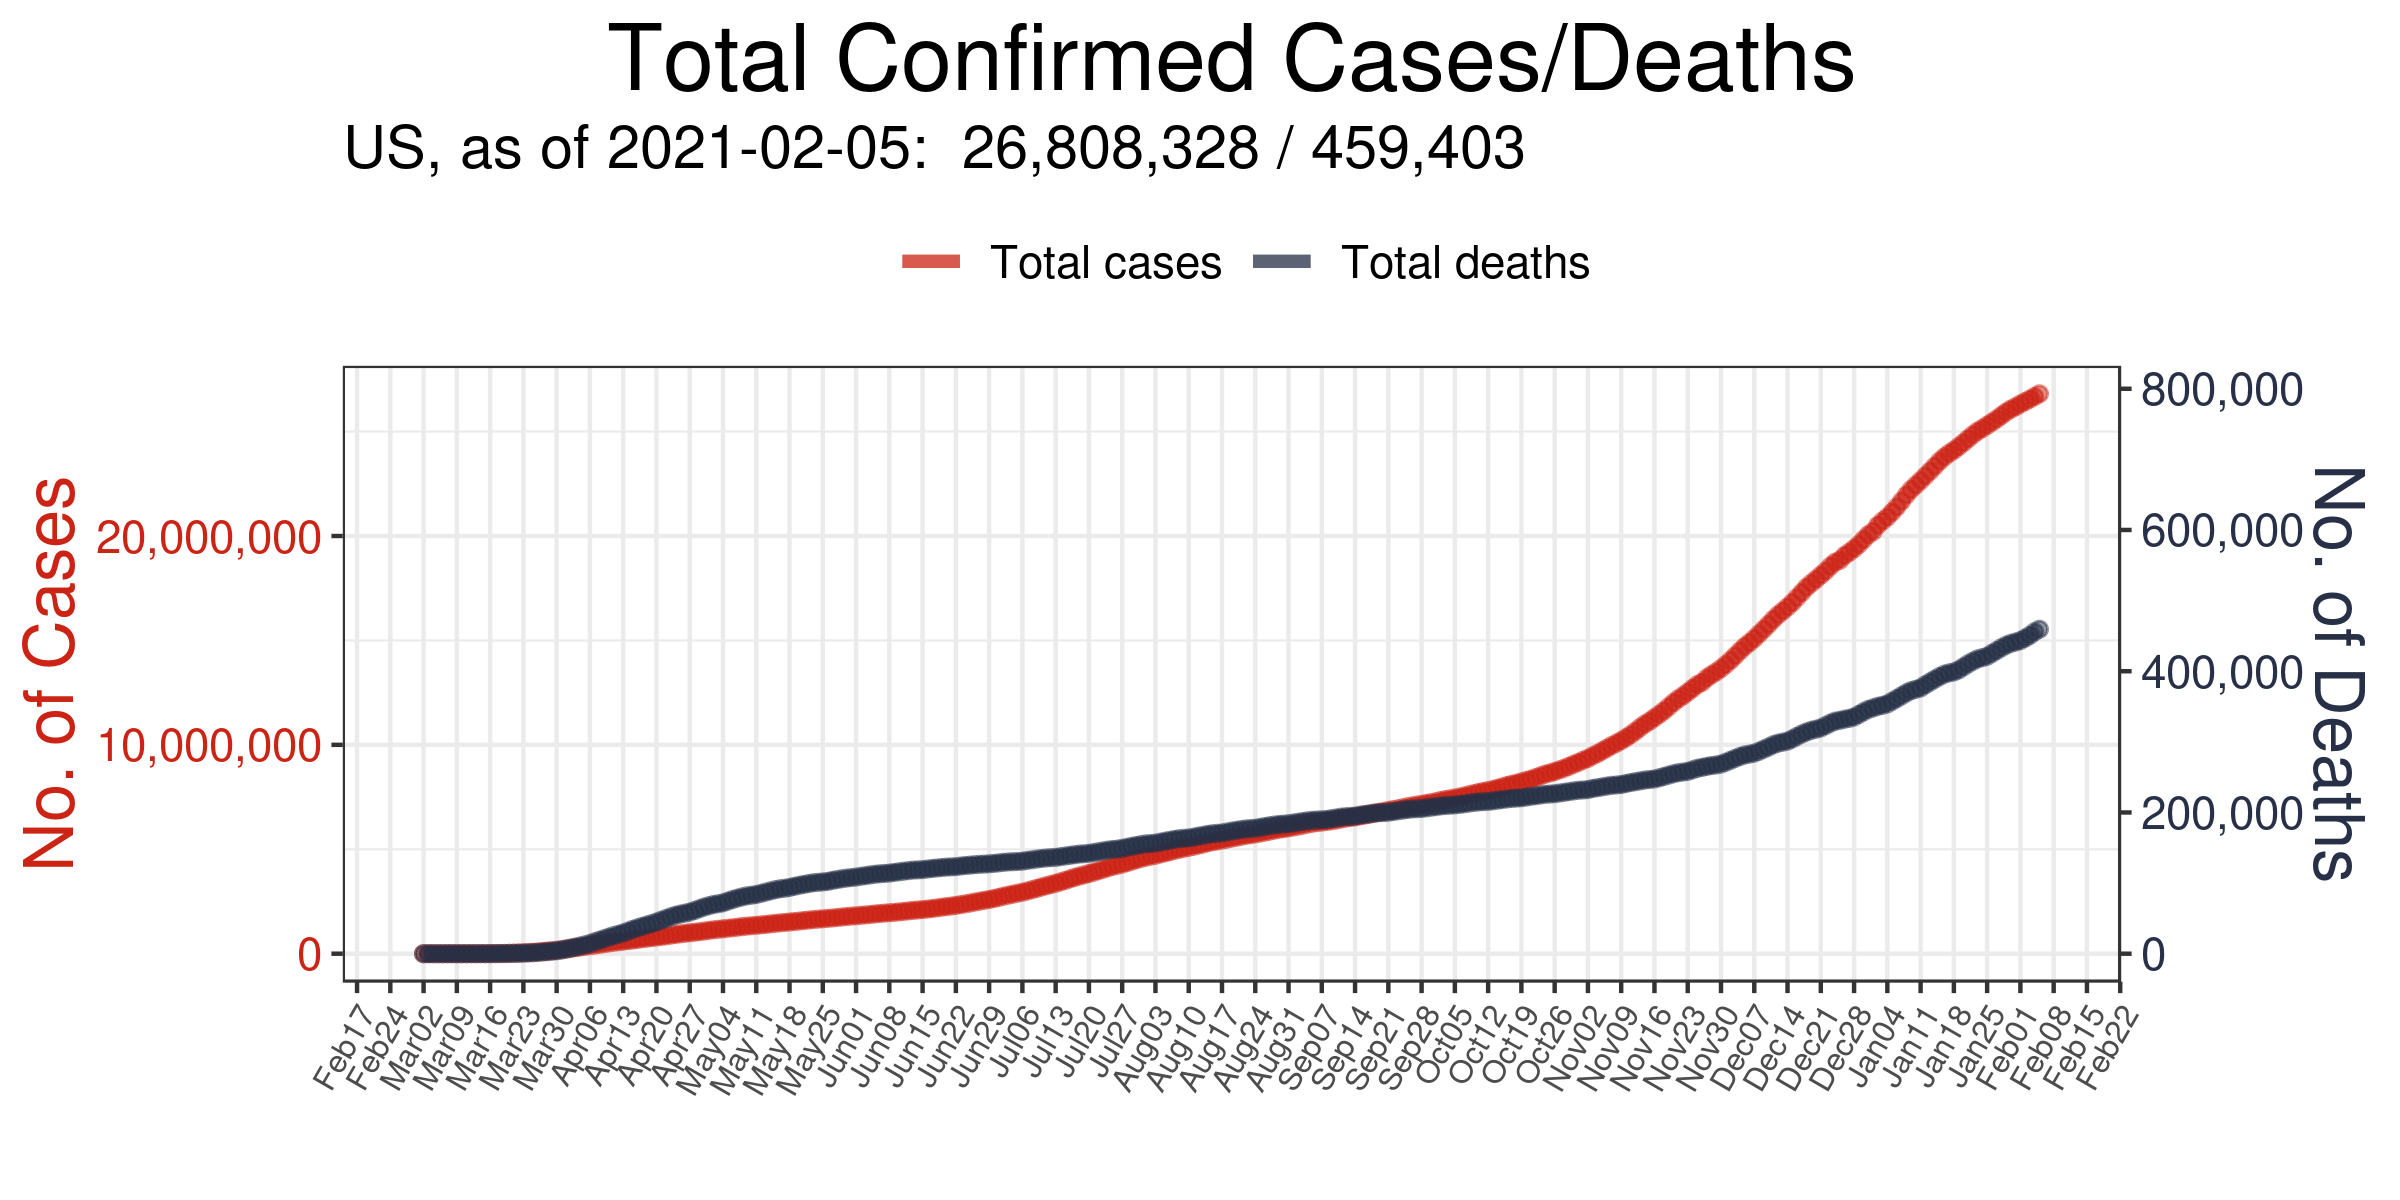 Total Confirmed Cases/Deaths
US, as of 2021-02-05:  26,808,328 / 459,403
Total cases
Total deaths
No. of Cases
20,000,000
10,000,000
0
800,000
600,000
400,000
200,000
0
No. of Deaths
Feb17
Feb24
Mar02
Mar09
Mar16
Mar23
Mar30
Apr06
Apr13
Apr20
Apr27
May04
May11
May18
May25
Jun01
Jun08
Jun15
Jun22
Jun29
Jul06
Jul13
Jul20
Jul27
Aug03
Aug10
Aug17
Aug24
Aug31
Sep07
Sep14
Sep21
Sep28
Oct05
Oct12
Oct19
Oct26
Nov02
Nov09
Nov16
Nov23
Nov30
Dec07
Dec14
Dec21
Dec28
Dec04
Jan11
Jan18
Jan25
Jan25
Feb01
Feb08
Feb15
Feb22